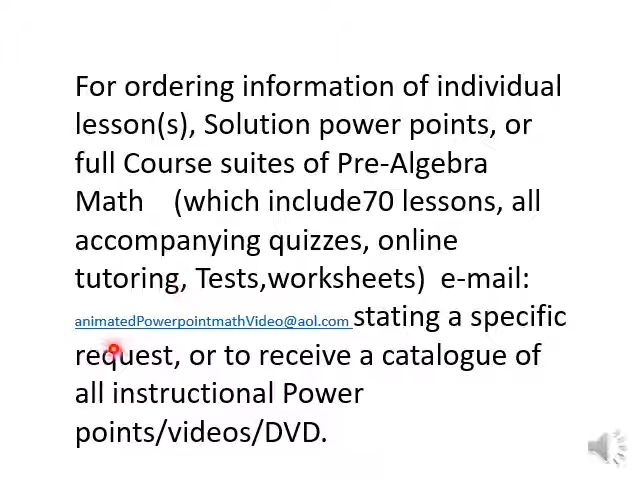 For ordering information of individual
lesson(s), Solution power points, or
full Course suites of Pre-Algebra
Math    (which include70 lessons, all
accompanying quizzes, online
tutoring, Tests,worksheets)  e-mail:
animatedPowerpointmathVideo@aol.com stating a specific
request, or to receive a catalogue of
all instructional Power
points/videos/DVD.